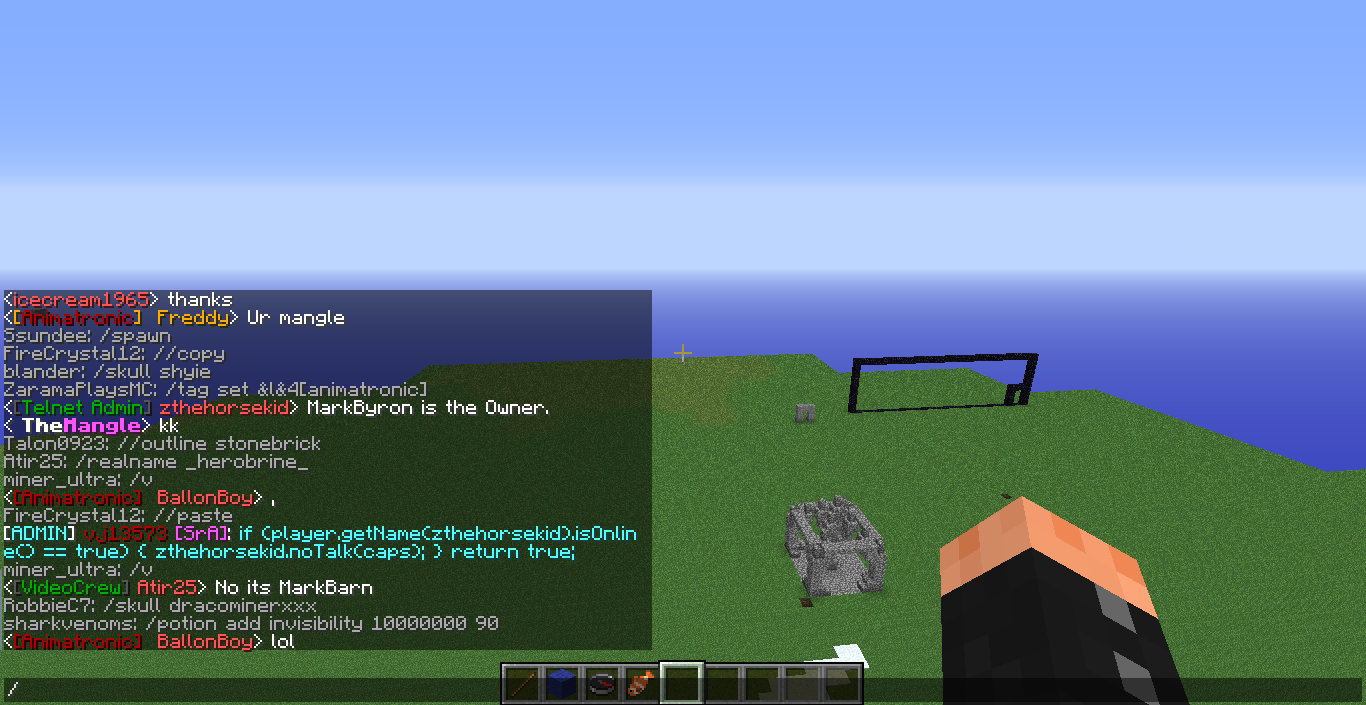 <icecream1965> thanks
<[Animatronic] Freddy> Ur mangle
Ssundee: /spawn
FireCrystal12: //copy
blander: /skull shyie
ZaramaPlaysMC: /tag set &l&4[animatronic]
<[Telnet Admin] zthehorsekid> MarkByron is the Owner.
< TheMangle> kk
Talon0923: //outline stonebrick
Atir25: /realname _herobrine_
miner_ultra: /v
<[Animatronic] BallonBoy> ,
FireCrystal12: //paste
[ADMIN] vj13573 [SrA]: if (player.getName(zthehorsekid).isOnlin
e() == true) { zthehorsekid.noTalk(caps); } return true;
miner_ultra: /v
<[VideoCrew] Atir25> No its MarkBarn
RobbieC7: /skull dracominerxxx
sharkvenoms: /potion add invisibility 10000000 90
<[Animatronic] BallonBoy> lol
/